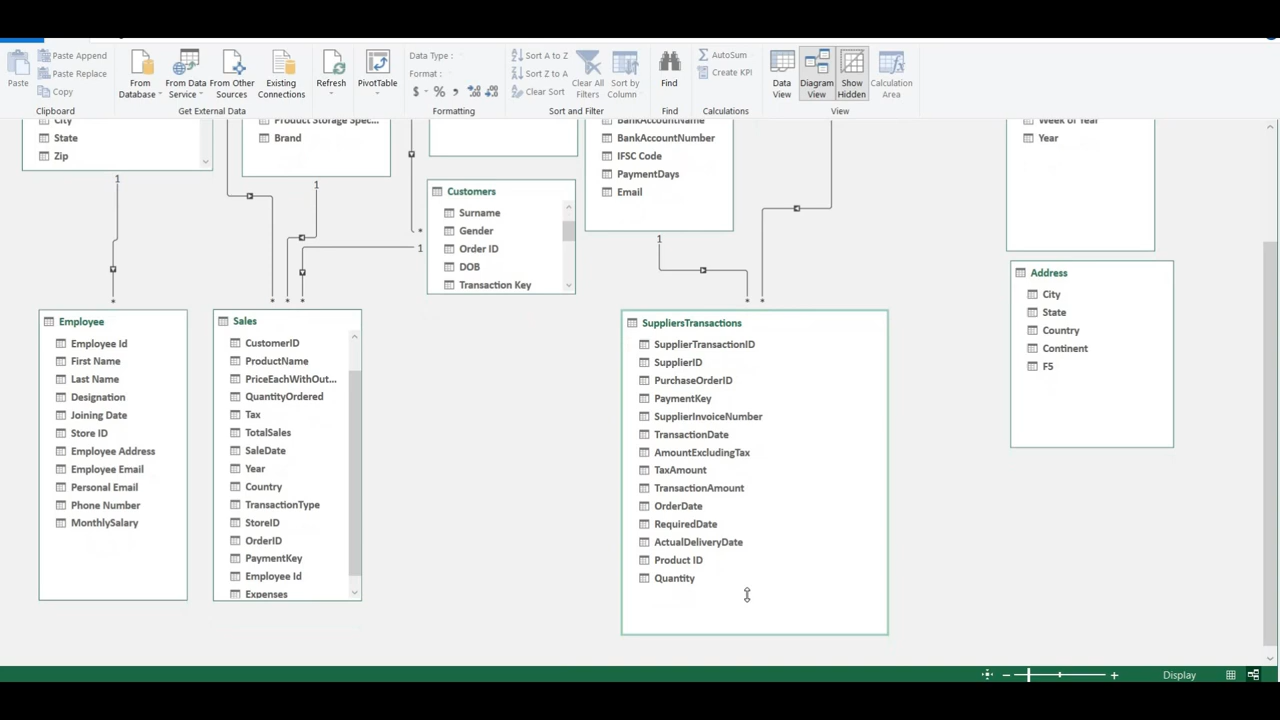 Paste
Paste Append
Paste Replace
Copy
Clipboard
From Database
From Data Service
From Other Sources
Existing Connections
Get External Data
Refresh
PivotTable
Data Type :
Format :
$ % ,
Formatting
Sort A to Z
Sort Z to A
Clear Sort
Clear All Filters
Sort by Column
Sort and Filter
Find
Find
AutoSum
Create KPI
Calculations
Data View
Diagram View
Show Hidden
Calculation Area
View
City
State
Zip
Product Storage Spec...
Brand
Customers
Surname
Gender
Order ID
DOB
Transaction Key
BankAccountName
BankAccountNumber
IFSC Code
PaymentDays
Email
Week of Year
Year
1
1
1
1
*
*
* * *
* *
Employee
Employee Id
First Name
Last Name
Designation
Joining Date
Store ID
Employee Address
Employee Email
Personal Email
Phone Number
MonthlySalary
Sales
CustomerID
ProductName
PriceEachWithOut...
QuantityOrdered
Tax
TotalSales
SaleDate
Year
Country
TransactionType
StoreID
OrderID
PaymentKey
Employee Id
Expenses
SuppliersTransactions
SupplierTransactionID
SupplierID
PurchaseOrderID
PaymentKey
SupplierInvoiceNumber
TransactionDate
AmountExcludingTax
TaxAmount
TransactionAmount
OrderDate
RequiredDate
ActualDeliveryDate
Product ID
Quantity
Address
City
State
Country
Continent
F5
Display